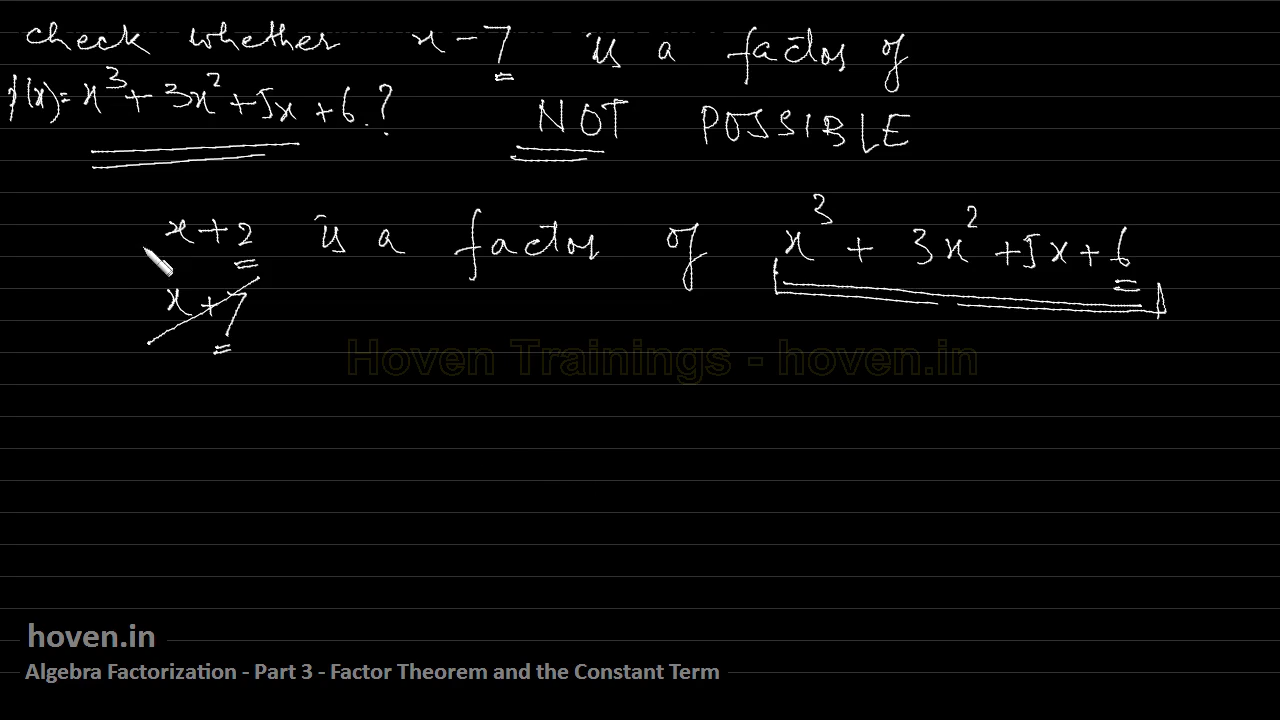 check whether x - 7 is a factor of
f(x) = x³ + 3x² + 5x + 6.? NOT POSSIBLE
x + 2 is a factor of x³ + 3x² + 5x + 6
x + 7
Hoven Trainings - hoven.in
hoven.in
Algebra Factorization - Part 3 - Factor Theorem and the Constant Term